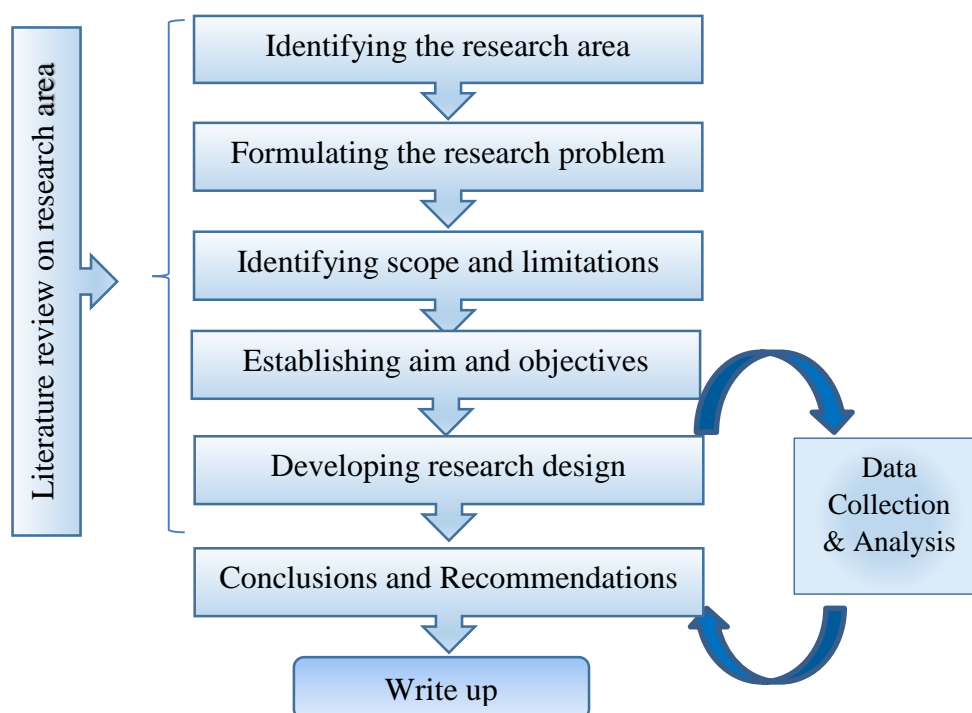 Literature review on research area
Identifying the research area
Formulating the research problem
Identifying scope and limitations
Establishing aim and objectives
Developing research design
Data
Collection
& Analysis
Conclusions and Recommendations
Write up